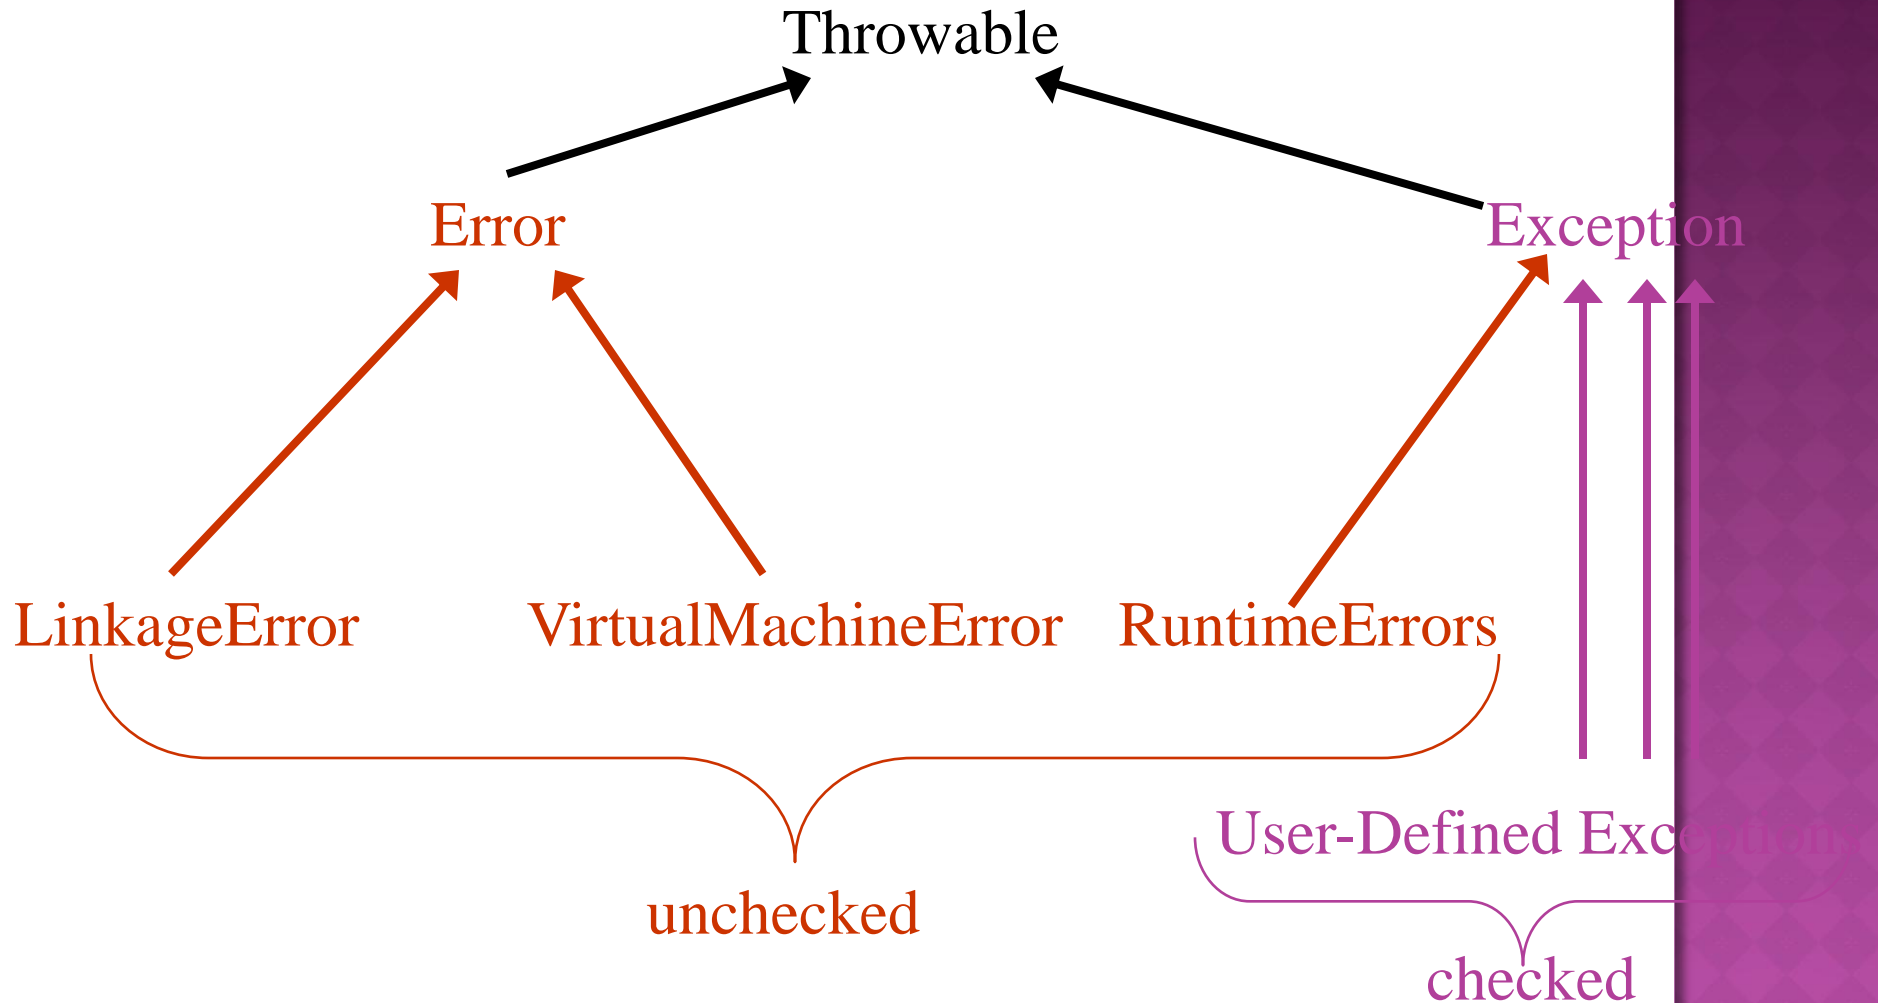 Throwable
Error
Exception
LinkageError
VirtualMachineError
RuntimeErrors
User-Defined Exceptions
unchecked
checked